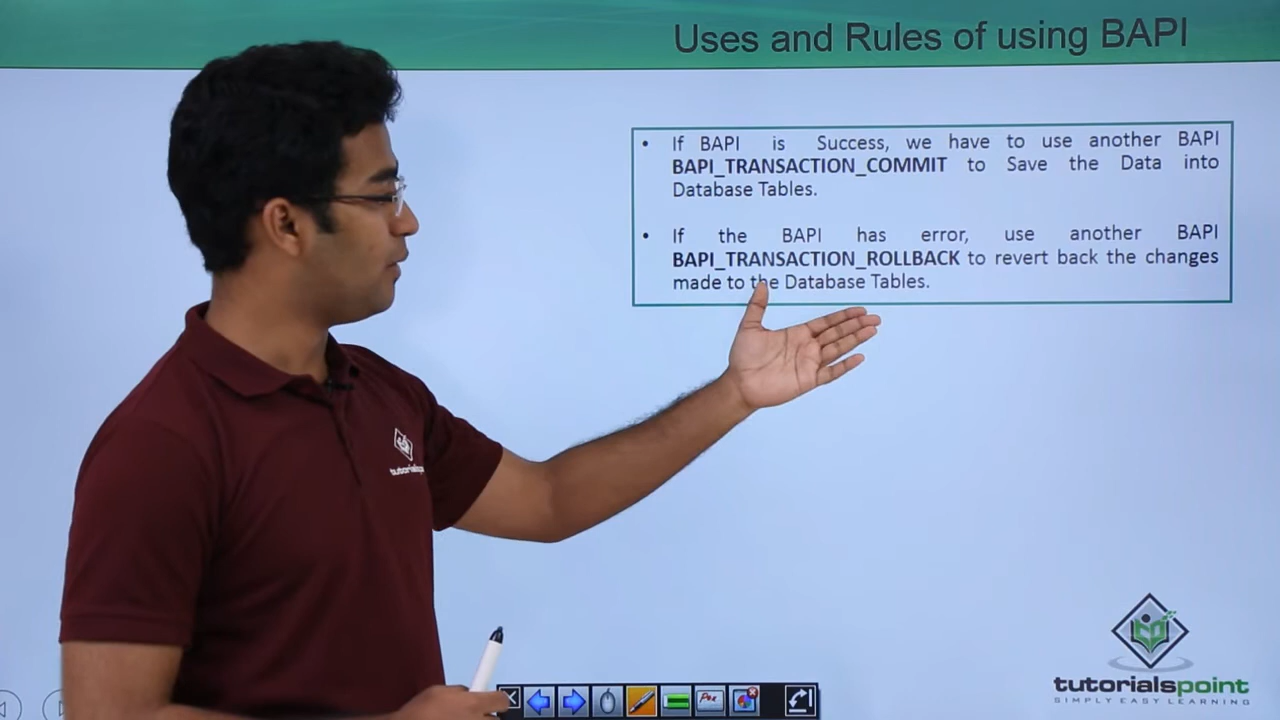 Uses and Rules of using BAPI
• If BAPI is Success, we have to use another BAPI
BAPI_TRANSACTION_COMMIT to Save the Data into
Database Tables.
• If the BAPI has error, use another BAPI
BAPI_TRANSACTION_ROLLBACK to revert back the changes
made to the Database Tables.
tutorialspoint
SIMPLY EASY LEARNING